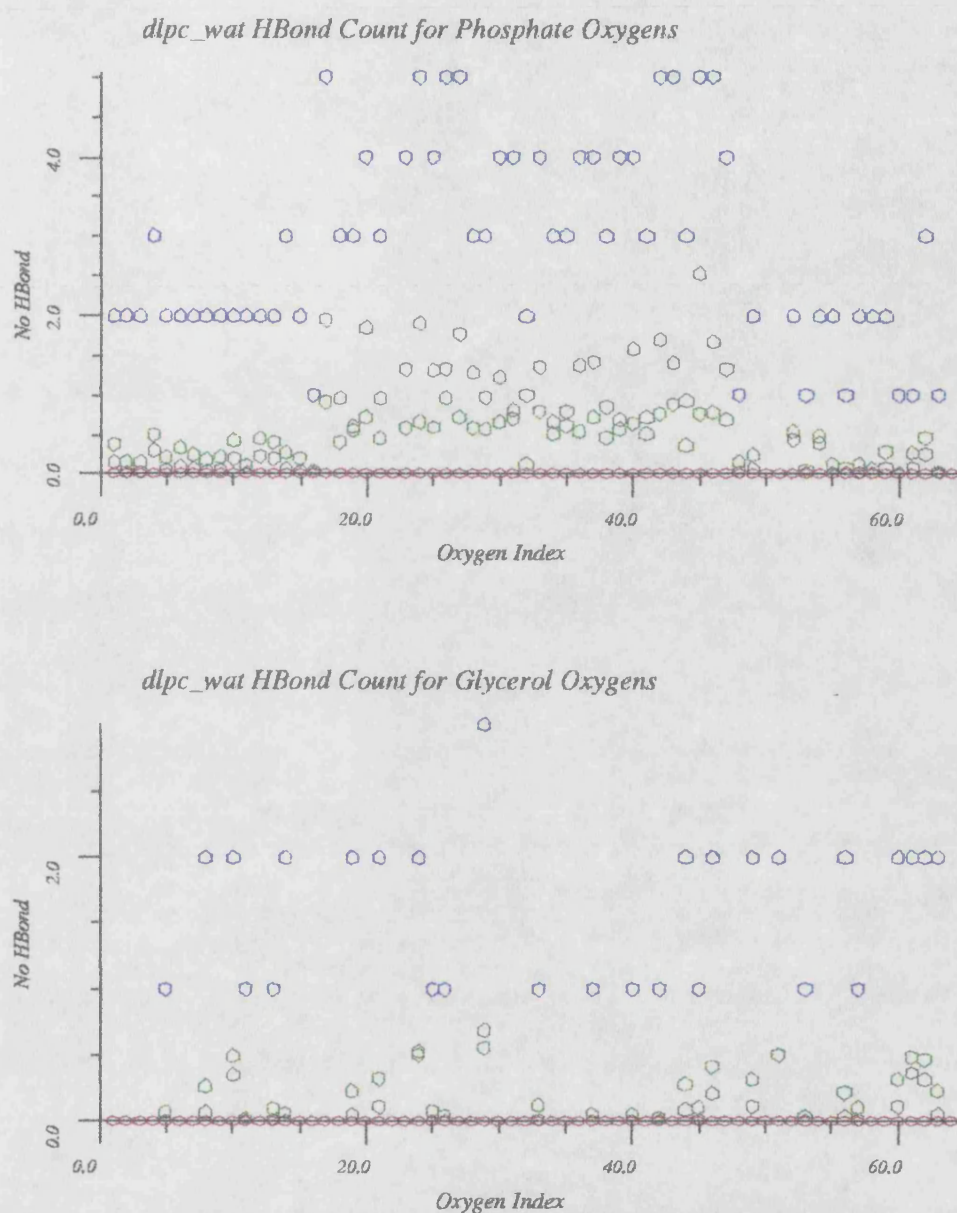 dlpc_wat HBond Count for Phosphate Oxygens
4.0
No HBond
2.0
0.0
0.0 20.0 40.0 60.0
Oxygen Index
dlpc_wat HBond Count for Glycerol Oxygens
2.0
No HBond
0.0
0.0 20.0 40.0 60.0
Oxygen Index